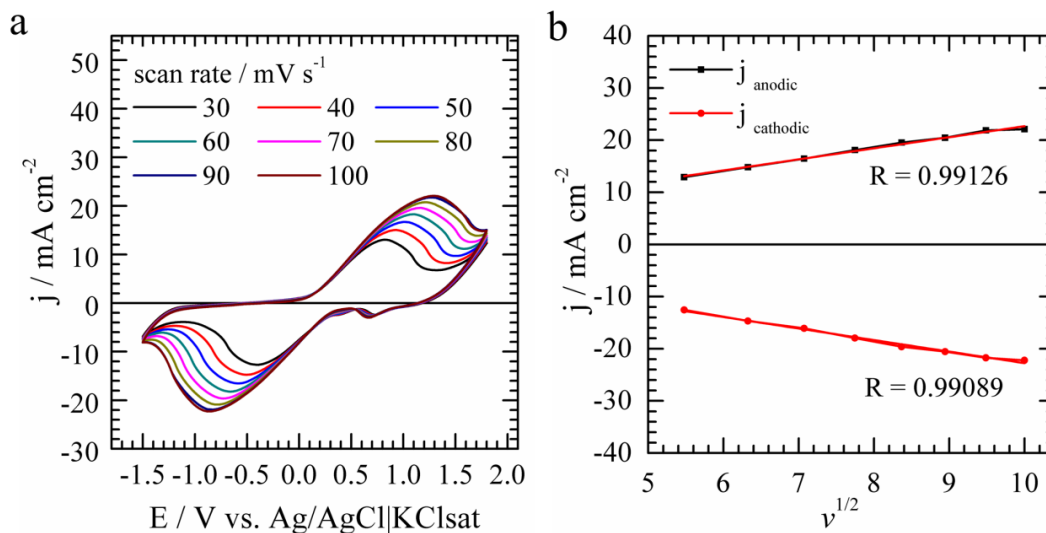 a
scan rate / mV s⁻¹
30 40 50
60 70 80
90 100
50
40
30
20
10
0
-10
-20
-30
j / mA cm⁻²
-1.5 -1.0 -0.5 0.0 0.5 1.0 1.5 2.0
E / V vs. Ag/AgCl|KClsat
b
j anodic
j cathodic
R = 0.99126
R = 0.99089
40
30
20
10
0
-10
-20
-30
-40
j / mA cm⁻²
5 6 7 8 9 10
ν¹/²